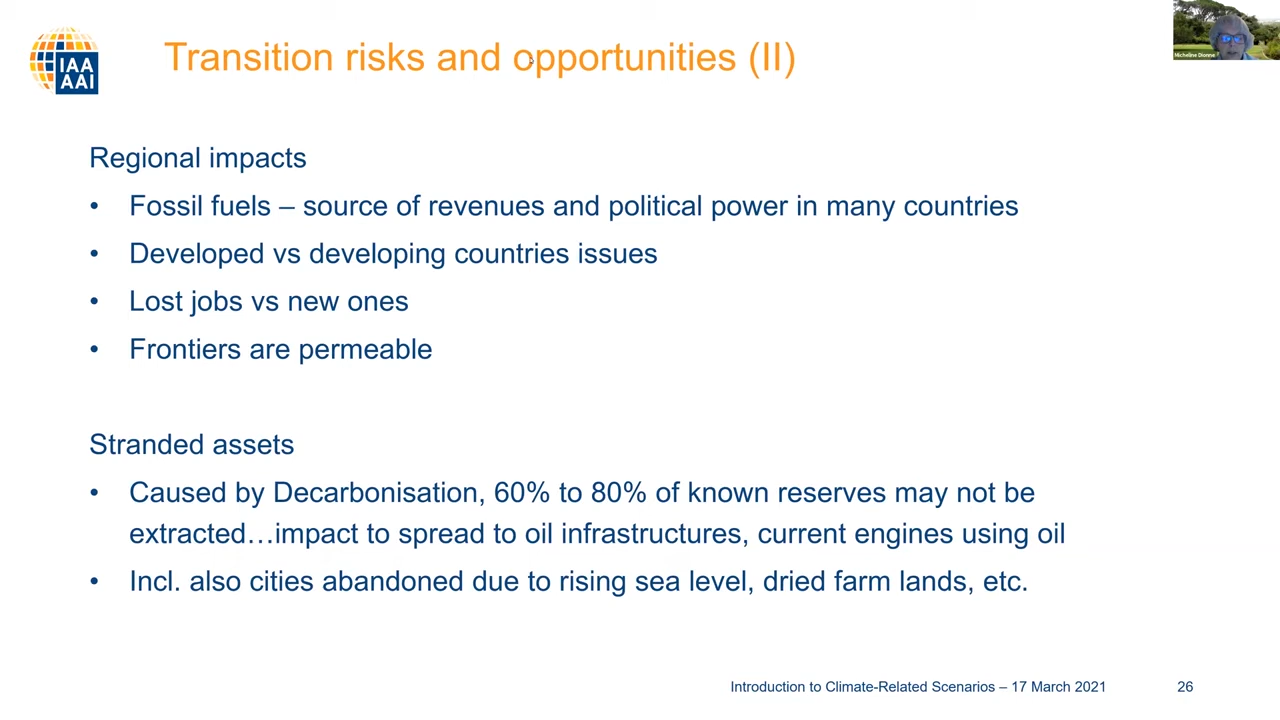 IAA
AAI
Transition risks and opportunities (II)
Micheline Dionne
Regional impacts
• Fossil fuels – source of revenues and political power in many countries
• Developed vs developing countries issues
• Lost jobs vs new ones
• Frontiers are permeable
Stranded assets
• Caused by Decarbonisation, 60% to 80% of known reserves may not be
extracted…impact to spread to oil infrastructures, current engines using oil
• Incl. also cities abandoned due to rising sea level, dried farm lands, etc.
Introduction to Climate-Related Scenarios – 17 March 2021
26